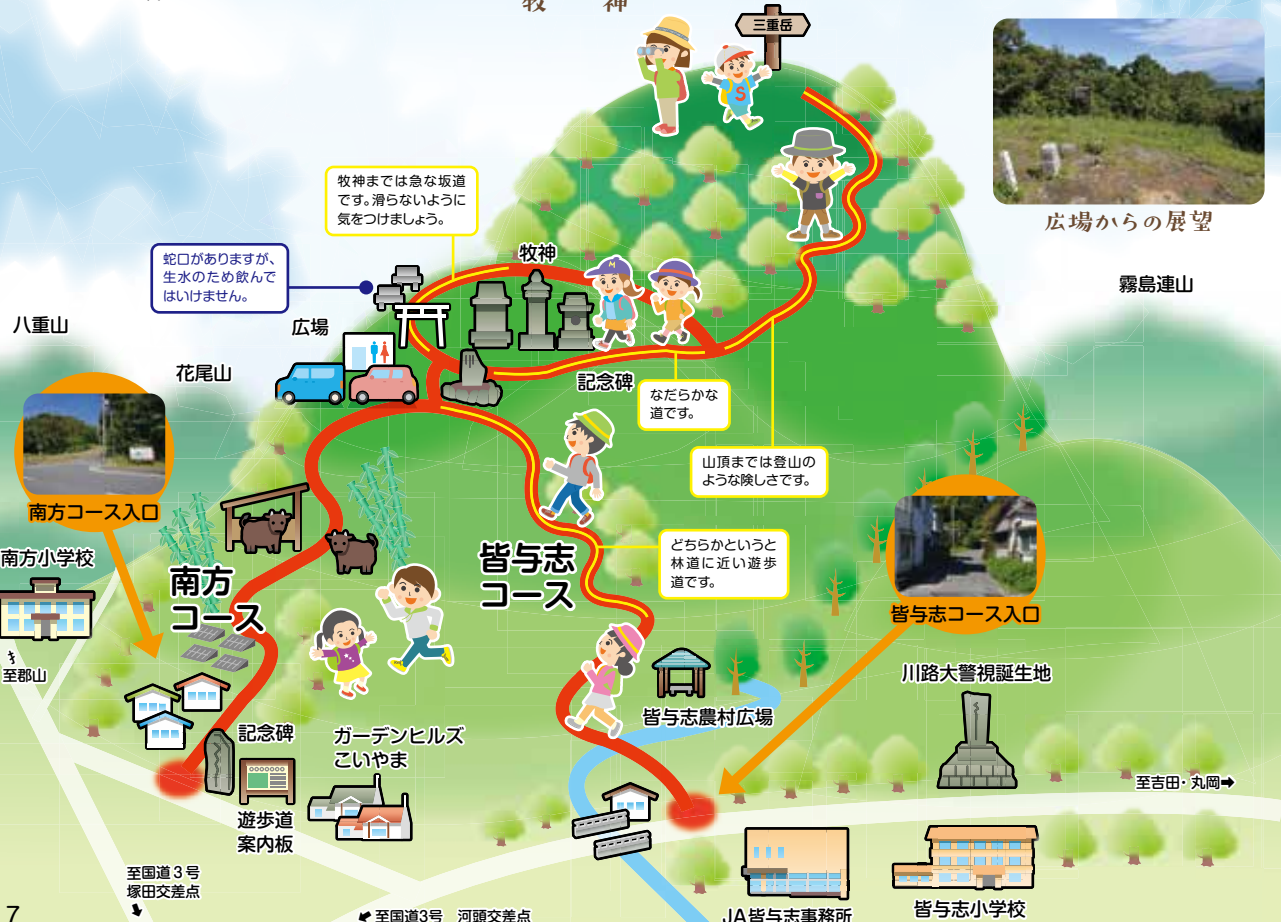 牧 神
三重岳
広場からの展望
霧島連山
牧神までは急な坂道
です。滑らないように
気をつけましょう。
蛇口がありますが、
生水のため飲んで
はいけません。
牧神
八重山
広場
花尾山
記念碑
なだらかな
道です。
山頂までは登山の
ような険しさです。
南方コース入口
南方小学校
南方
コース
皆与志
コース
どちらかというと
林道に近い遊歩
道です。
皆与志コース入口
至郡山
川路大警視誕生地
皆与志農村広場
記念碑
ガーデンヒルズ
こいやま
至吉田・丸岡➡
遊歩道
案内板
至国道3号
塚田交差点
至国道3号 河頭交差点
JA皆与志事務所
皆与志小学校
7
M
S